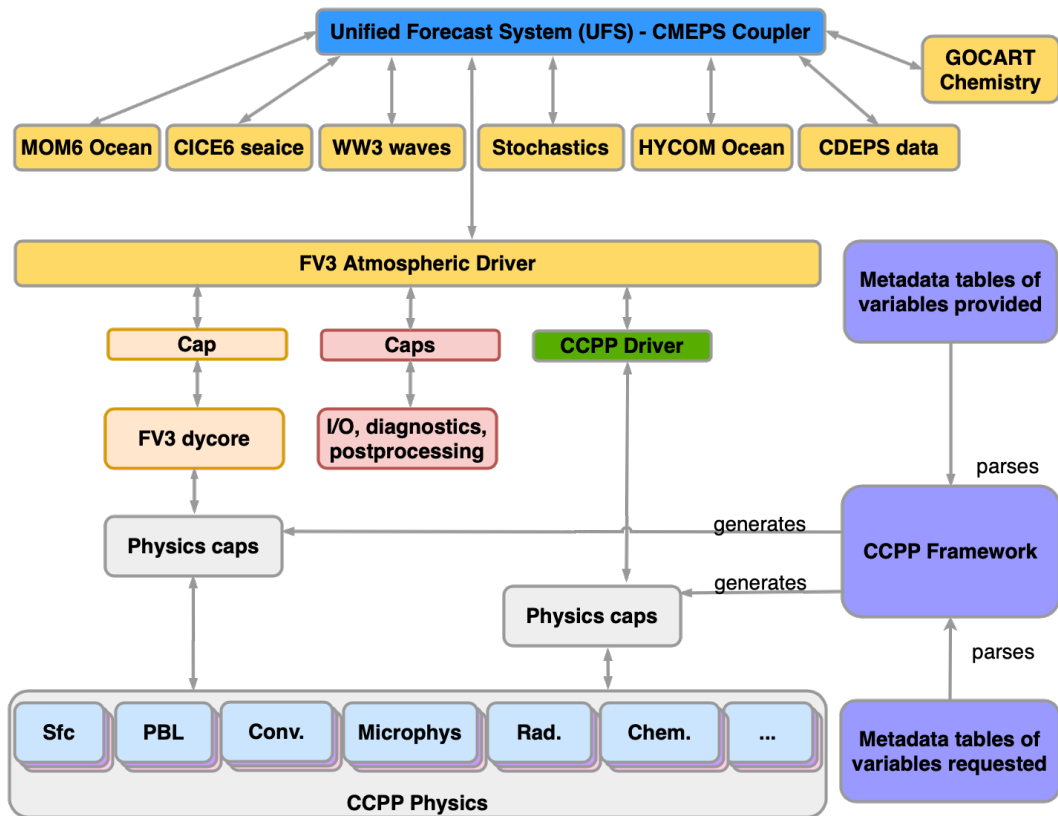 Unified Forecast System (UFS) - CMEPS Coupler
GOCART
Chemistry
MOM6 Ocean
CICE6 seaice
WW3 waves
Stochastics
HYCOM Ocean
CDEPS data
FV3 Atmospheric Driver
Metadata tables of
variables provided
Cap
Caps
CCPP Driver
FV3 dycore
I/O, diagnostics,
postprocessing
parses
Physics caps
generates
CCPP Framework
generates
Physics caps
parses
Sfc
PBL
Conv.
Microphys
Rad.
Chem.
...
Metadata tables of
variables requested
CCPP Physics